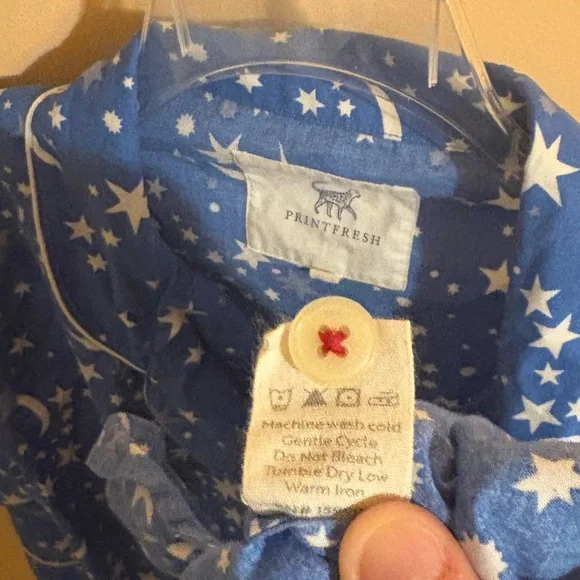 PRINTFRESH
Machine wash cold
Gentle Cycle
Do Not Bleach
Tumble Dry Low
Warm Iron